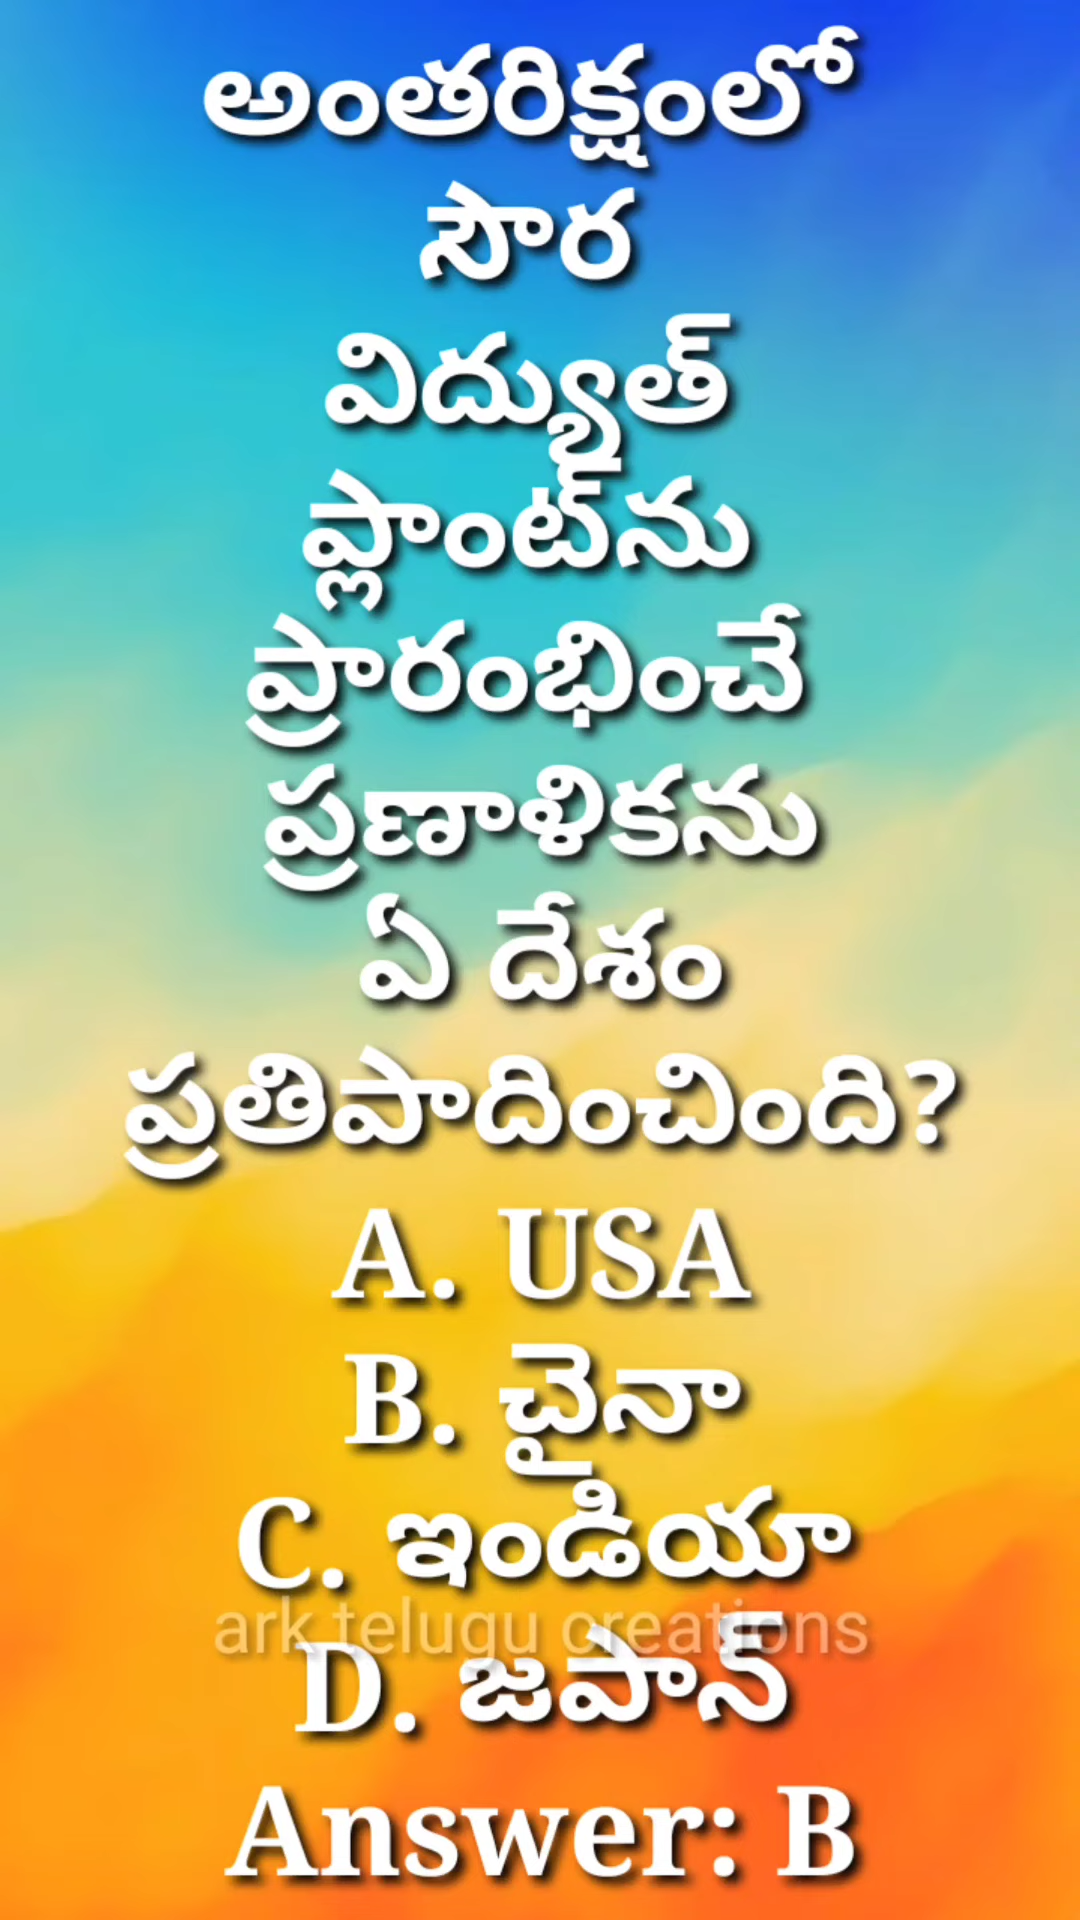 అంతరిక్షంలో
సౌర
విద్యుత్
ప్లాంట్‌ను
ప్రారంభించే
ప్రణాళికను
ఏ దేశం
ప్రతిపాదించింది?
A. USA
B. చైనా
C. ఇండియా
ark telugu creations
D. జపాన్
Answer: B